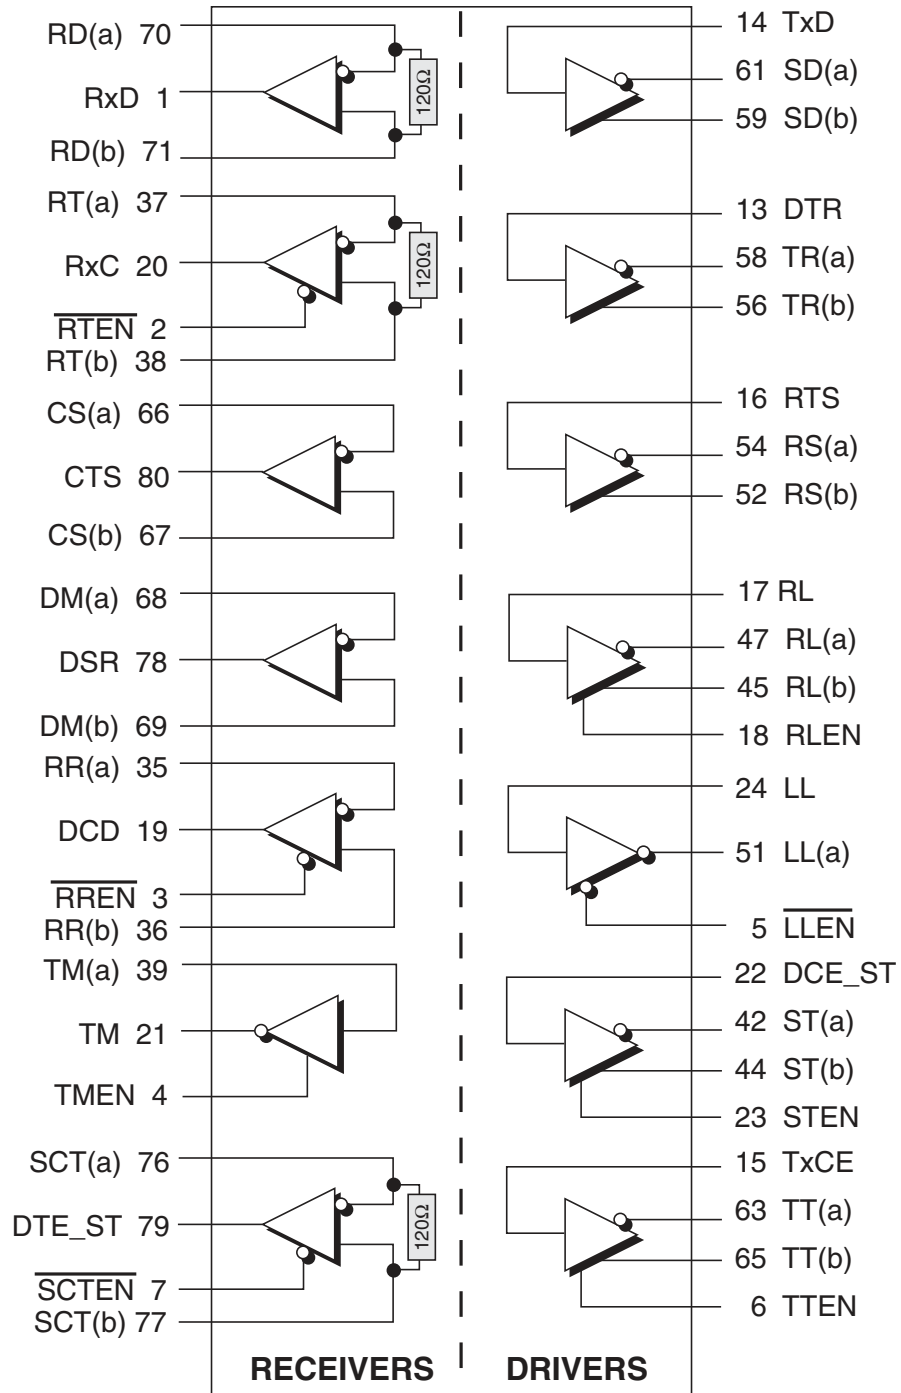 RD(a) 70
RxD 1
RD(b) 71
120Ω
RT(a) 37
RxC 20
RTEN 2
RT(b) 38
120Ω
CS(a) 66
CTS 80
CS(b) 67
DM(a) 68
DSR 78
DM(b) 69
RR(a) 35
DCD 19
RREN 3
RR(b) 36
TM(a) 39
TM 21
TMEN 4
SCT(a) 76
DTE_ST 79
SCTEN 7
SCT(b) 77
120Ω
RECEIVERS
14 TxD
61 SD(a)
59 SD(b)
13 DTR
58 TR(a)
56 TR(b)
16 RTS
54 RS(a)
52 RS(b)
17 RL
47 RL(a)
45 RL(b)
18 RLEN
24 LL
51 LL(a)
5 LLEN
22 DCE_ST
42 ST(a)
44 ST(b)
23 STEN
15 TxCE
63 TT(a)
65 TT(b)
6 TTEN
DRIVERS